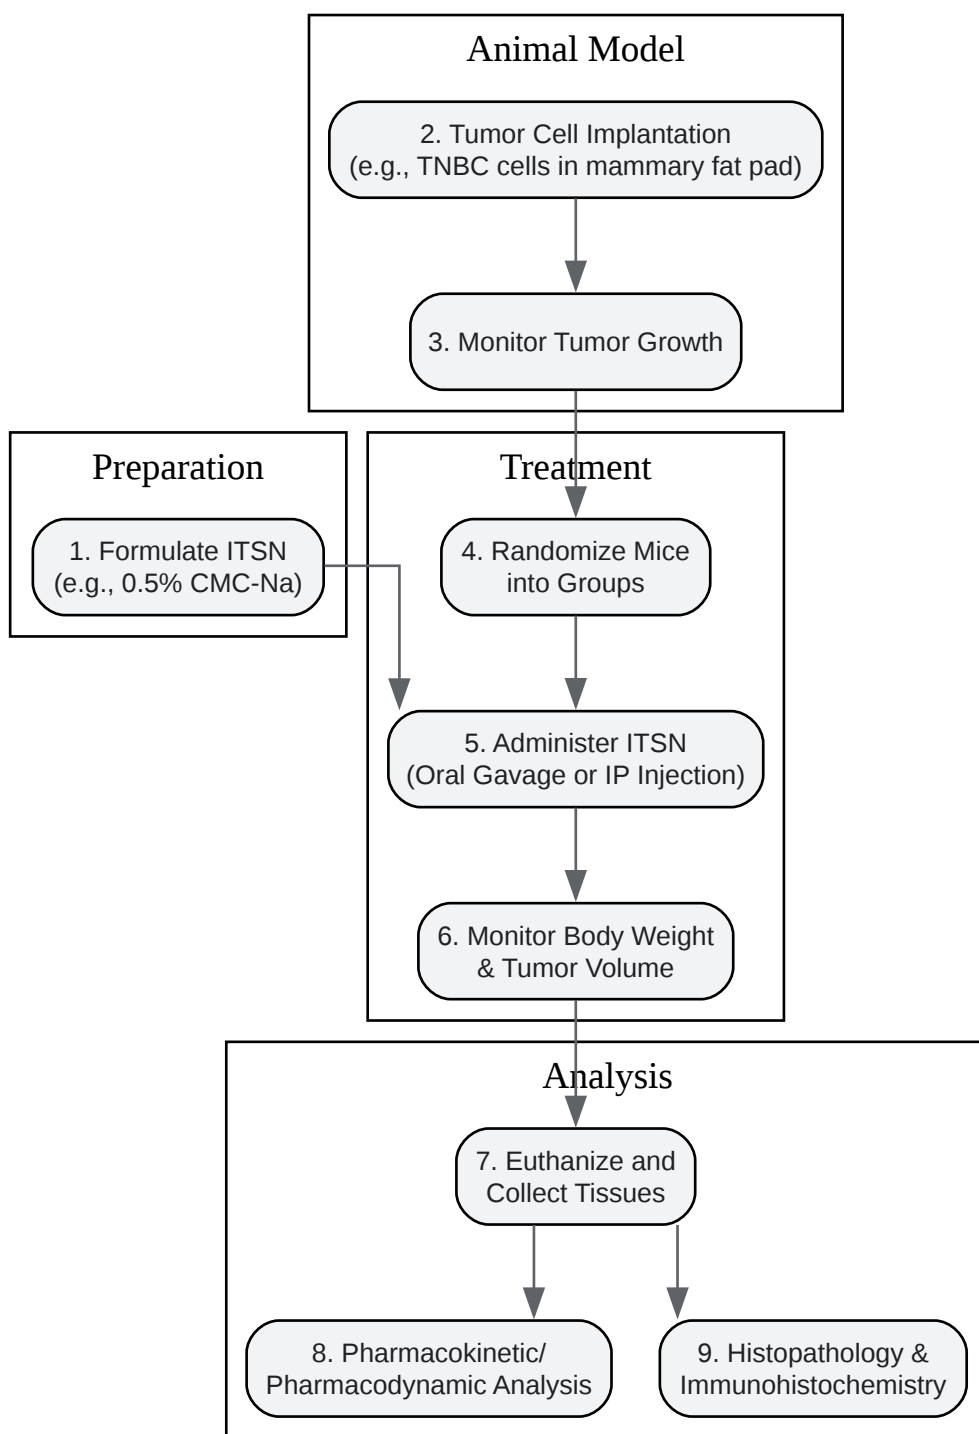 Animal Model
2. Tumor Cell Implantation
(e.g., TNBC cells in mammary fat pad)
3. Monitor Tumor Growth
Preparation
1. Formulate ITSN
(e.g., 0.5% CMC-Na)
Treatment
4. Randomize Mice
into Groups
5. Administer ITSN
(Oral Gavage or IP Injection)
6. Monitor Body Weight
& Tumor Volume
Analysis
7. Euthanize and
Collect Tissues
8. Pharmacokinetic/
Pharmacodynamic Analysis
9. Histopathology &
Immunohistochemistry